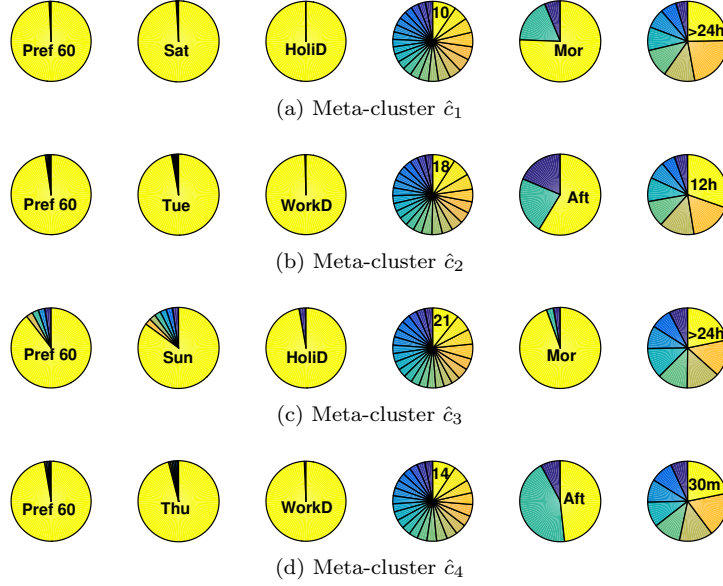 Pref 60 Sat HoliD 10 Mor >24h
(a) Meta-cluster ĉ₁
Pref 60 Tue WorkD 18 Aft 12h
(b) Meta-cluster ĉ₂
Pref 60 Sun HoliD 21 Mor >24h
(c) Meta-cluster ĉ₃
Pref 60 Thu WorkD 14 Aft 30m
(d) Meta-cluster ĉ₄